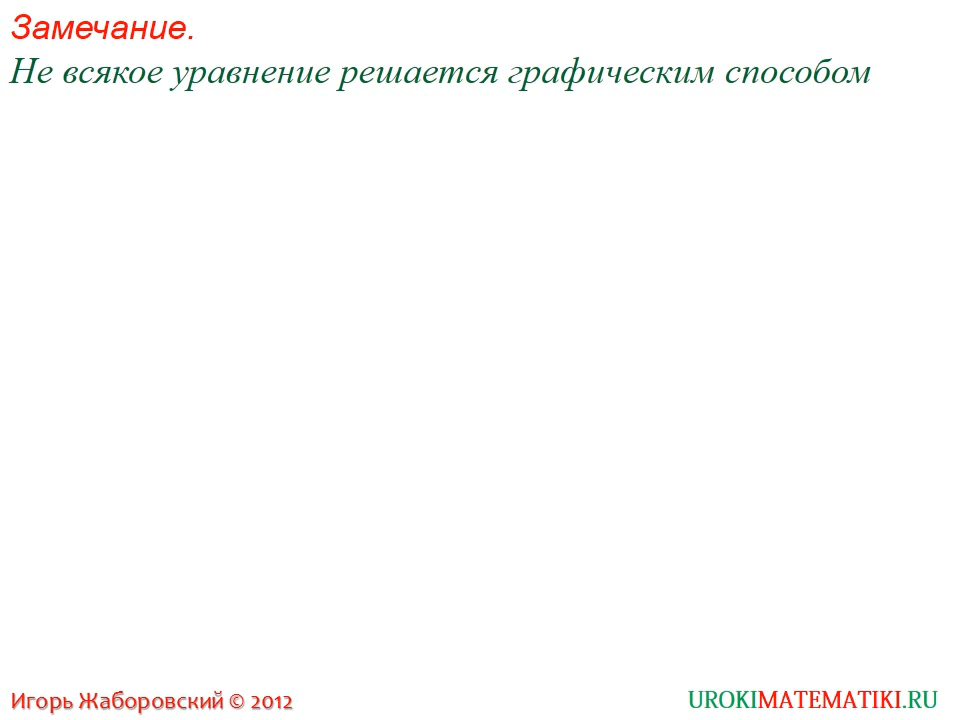 Замечание.
Не всякое уравнение решается графическим способом
Игорь Жаборовский © 2012
UROKIMATEMATIKI.RU